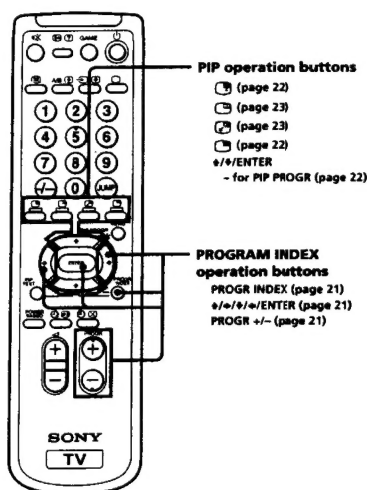 GAME
A/B
1 2 3
4 5 6
7 8 9
-/-- 0 JUMP
SONY
TV
PIP operation buttons
(page 22)
(page 23)
(page 23)
(page 22)
/ENTER
– for PIP PROGR (page 22)
PROGRAM INDEX
operation buttons
PROGR INDEX (page 21)
/ENTER (page 21)
PROGR +/– (page 21)
PROGR
+ +
– –